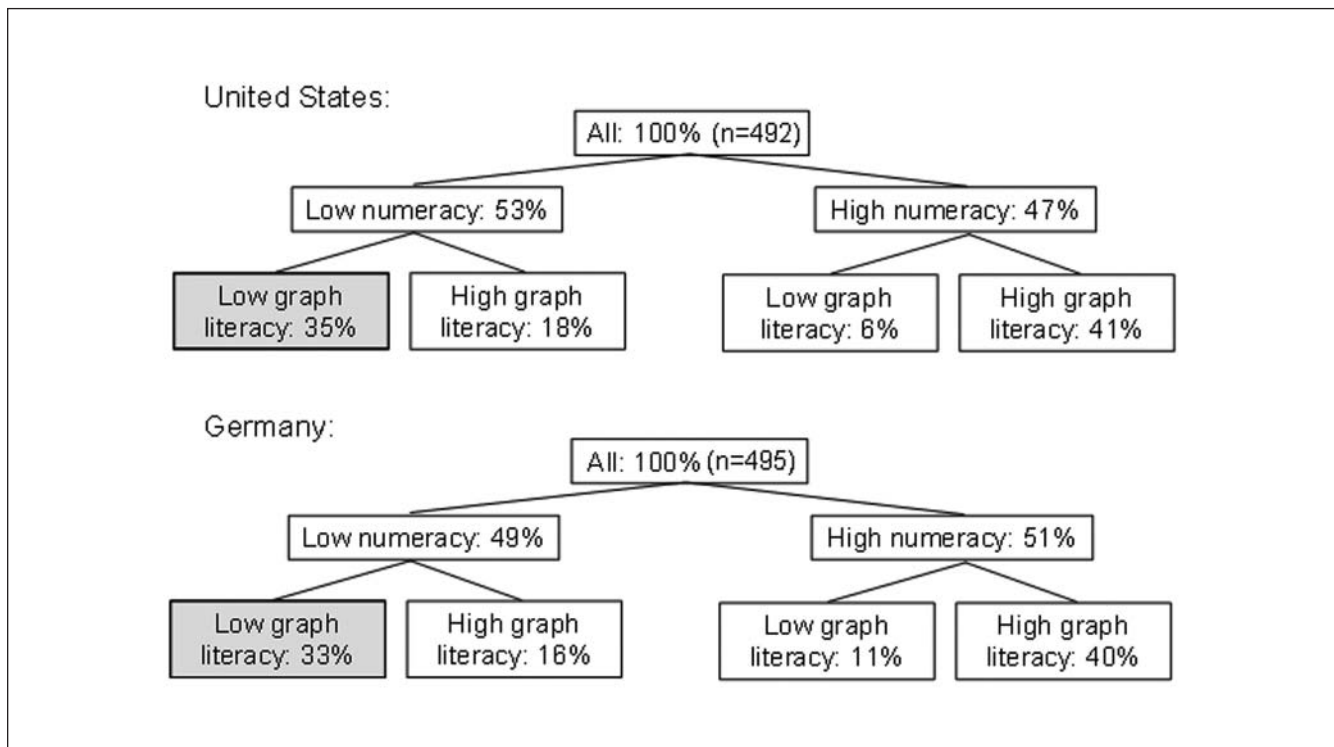 United States:
All: 100% (n=492)
Low numeracy: 53%
High numeracy: 47%
Low graph
literacy: 35%
High graph
literacy: 18%
Low graph
literacy: 6%
High graph
literacy: 41%
Germany:
All: 100% (n=495)
Low numeracy: 49%
High numeracy: 51%
Low graph
literacy: 33%
High graph
literacy: 16%
Low graph
literacy: 11%
High graph
literacy: 40%